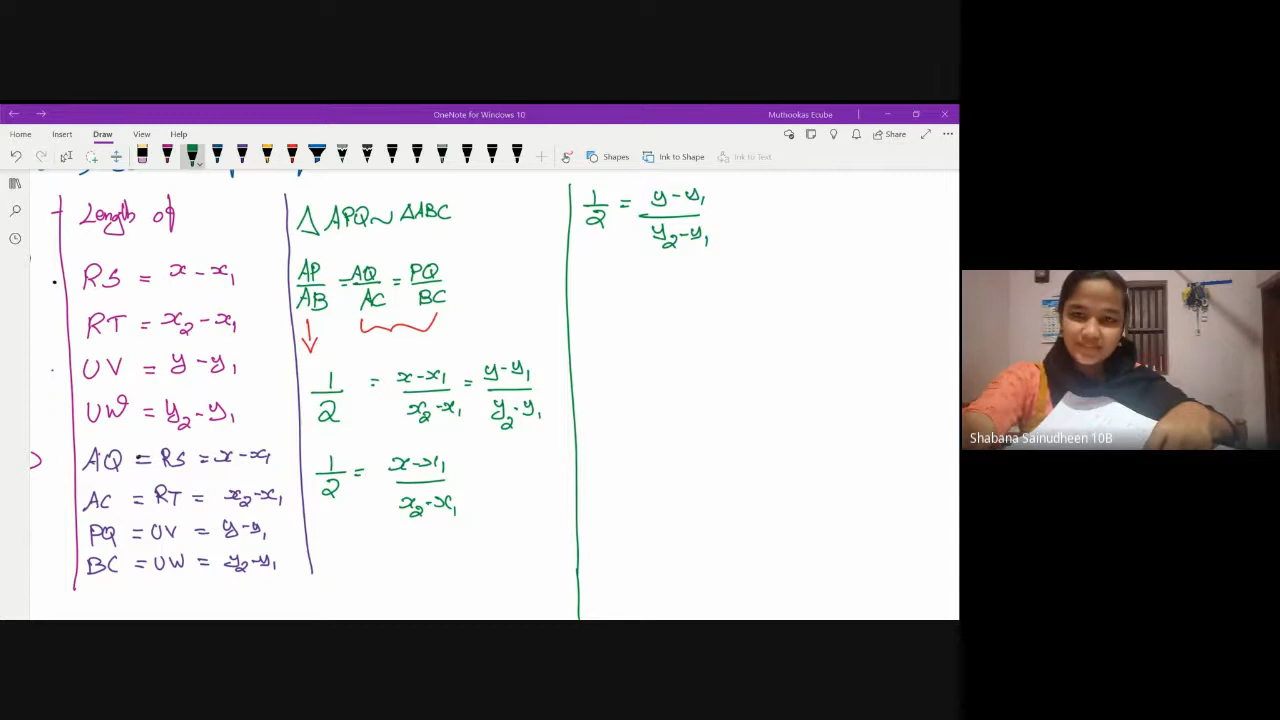 OneNote for Windows 10
Muthookas Ecube
Home Insert Draw View Help
Share
Shapes
Ink to Shape
Ink to Text
Length of
RS = x - x₁
RT = x₂ - x₁
UV = y - y₁
UW = y₂ - y₁
AQ = RS = x - x₁
AC = RT = x₂ - x₁
PQ = UV = y - y₁
BC = UW = y₂ - y₁
△ APQ ~ △ABC
AP/AB = AQ/AC = PQ/BC
1/2 = x - x₁/x₂ - x₁ = y - y₁/y₂ - y₁
1/2 = x - x₁/x₂ - x₁
1/2 = y - y₁/y₂ - y₁
Shabana Sainudheen 10B